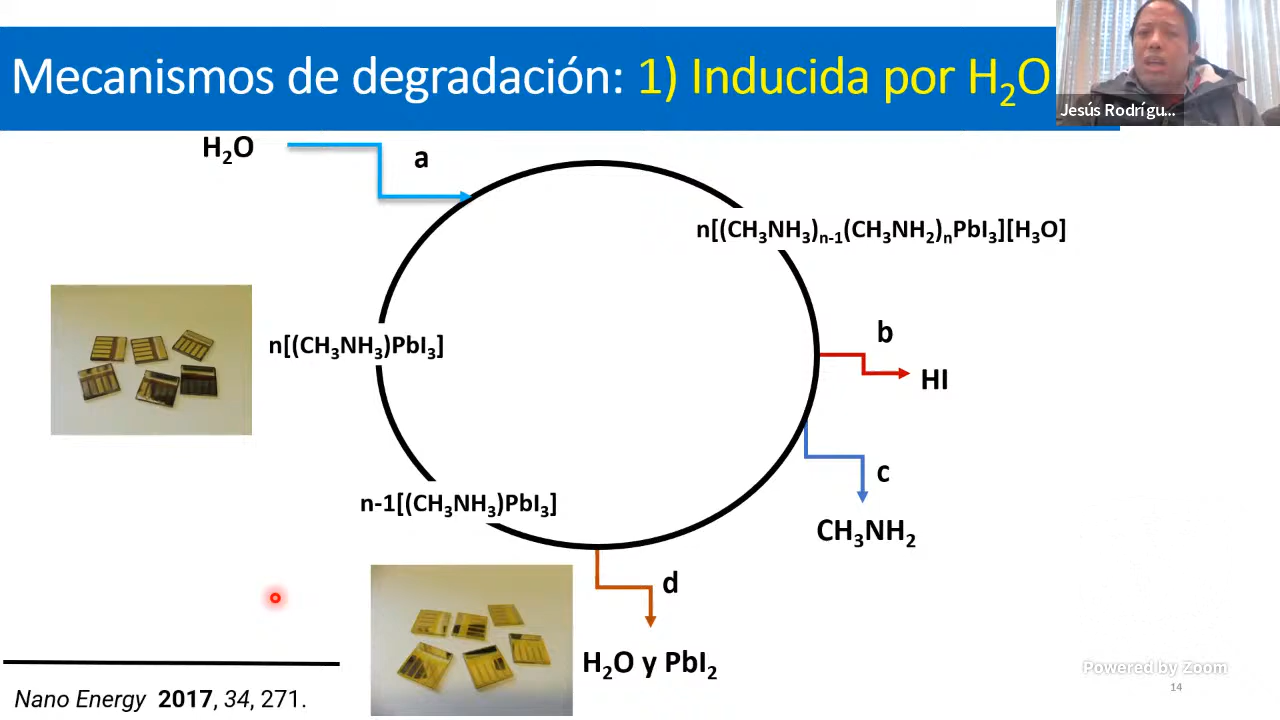 Mecanismos de degradación: 1) Inducida por H₂O
Jesús Rodrígu...
H₂O
a
n[(CH₃NH₃)ₙ₋₁(CH₃NH₂)ₙPbI₃][H₃O]
b
n[(CH₃NH₃)PbI₃]
HI
c
n-1[(CH₃NH₃)PbI₃]
CH₃NH₂
d
H₂O y PbI₂
Powered by Zoom
14
Nano Energy 2017, 34, 271.